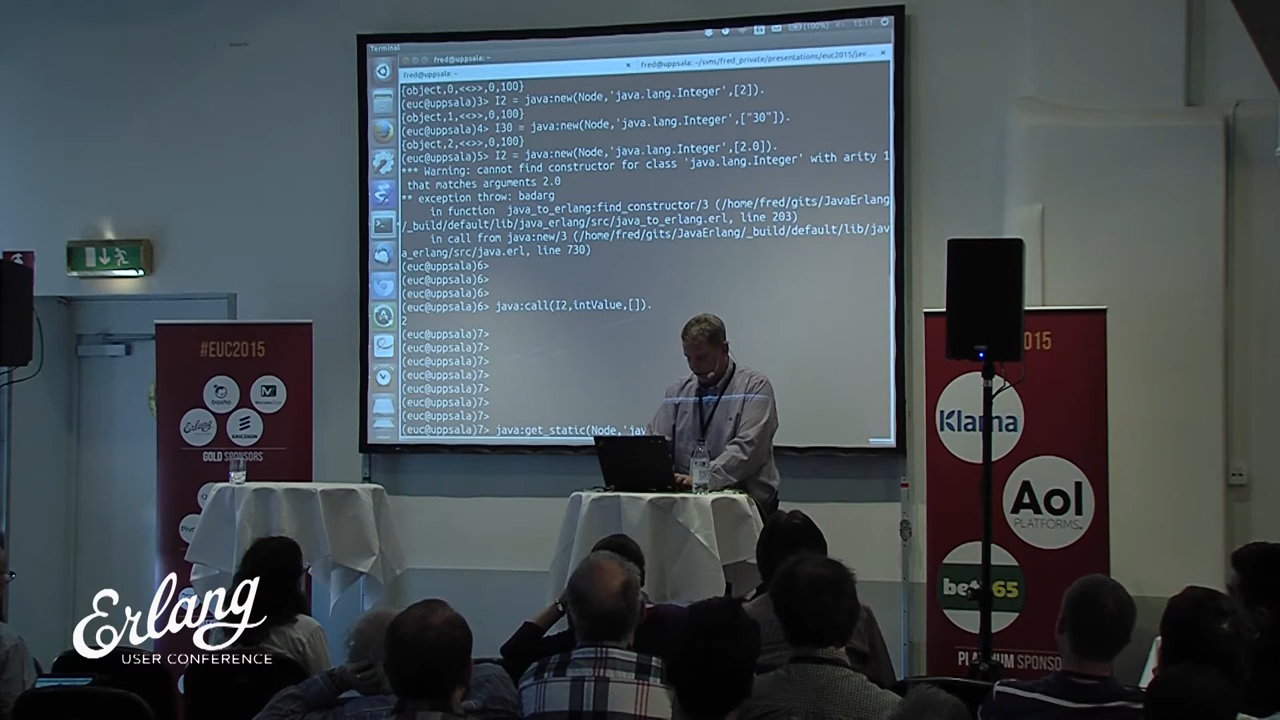 Terminal
fred@uppsala: ~
fred@uppsala: ~ × fred@uppsala: ~/svns/fred_private/presentations/euc2015/jav... ×
{object,0,<<>>,0,100}
(euc@uppsala)3> I2 = java:new(Node,'java.lang.Integer',[2]).
{object,1,<<>>,0,100}
(euc@uppsala)4> I30 = java:new(Node,'java.lang.Integer',["30"]).
{object,2,<<>>,0,100}
(euc@uppsala)5> I2 = java:new(Node,'java.lang.Integer',[2.0]).
*** Warning: cannot find constructor for class 'java.lang.Integer' with arity 1
that matches arguments 2.0
** exception throw: badarg
in function java_to_erlang:find_constructor/3 (/home/fred/gits/JavaErlang
/_build/default/lib/java_erlang/src/java_to_erlang.erl, line 203)
in call from java:new/3 (/home/fred/gits/JavaErlang/_build/default/lib/jav
a_erlang/src/java.erl, line 730)
(euc@uppsala)6>
(euc@uppsala)6>
(euc@uppsala)6>
(euc@uppsala)6> java:call(I2,intValue,[]).
2
(euc@uppsala)7>
(euc@uppsala)7>
(euc@uppsala)7>
(euc@uppsala)7>
(euc@uppsala)7>
(euc@uppsala)7>
(euc@uppsala)7>
(euc@uppsala)7> java:get_static(Node,'jav
#EUC2015
basho
Erlang
ERICSSON
GOLD SPONSORS
015
Klarna
Aol
PLATFORMS.
bet365
PLATINUM SPONSO
Erlang
USER CONFERENCE